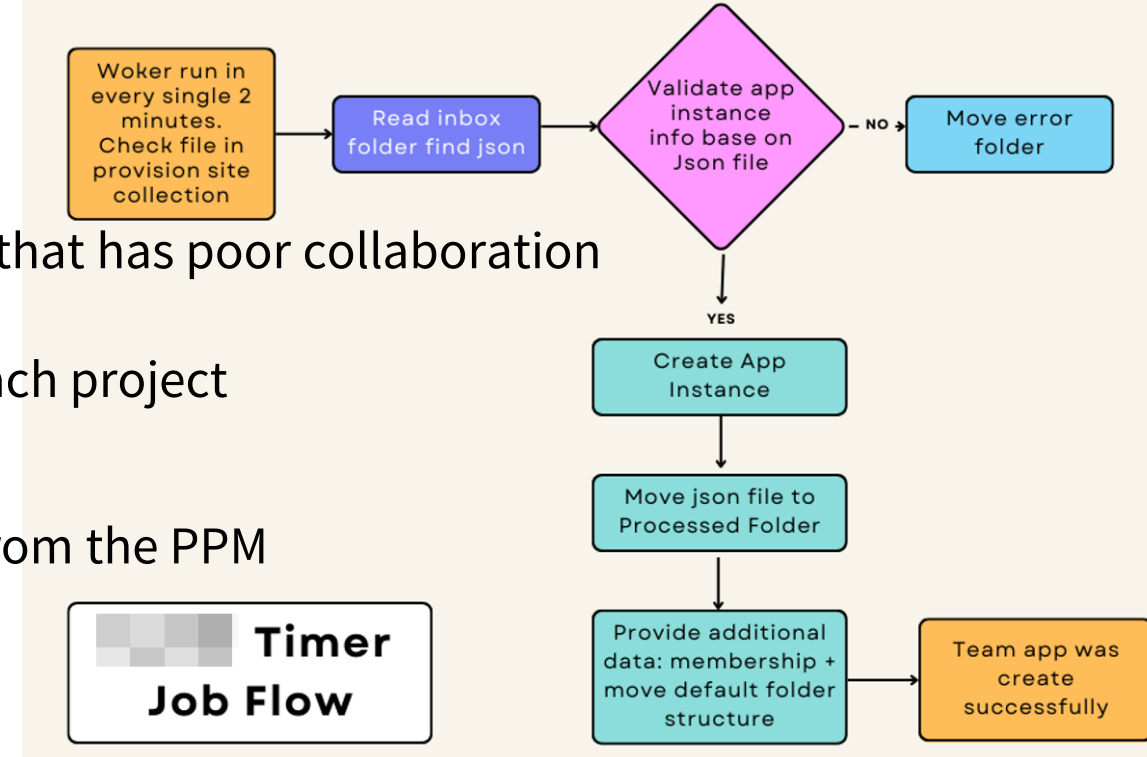 Woker run in
every single 2
minutes.
Check file in
provision site
collection
Read inbox
folder find json
Validate app
instance
info base on
Json file
NO
Move error
folder
that has poor collaboration
YES
Create App
Instance
project
Move json file to
Processed Folder
the PPM
Timer
Job Flow
Provide additional
data: membership +
move default folder
structure
Team app was
create
successfully